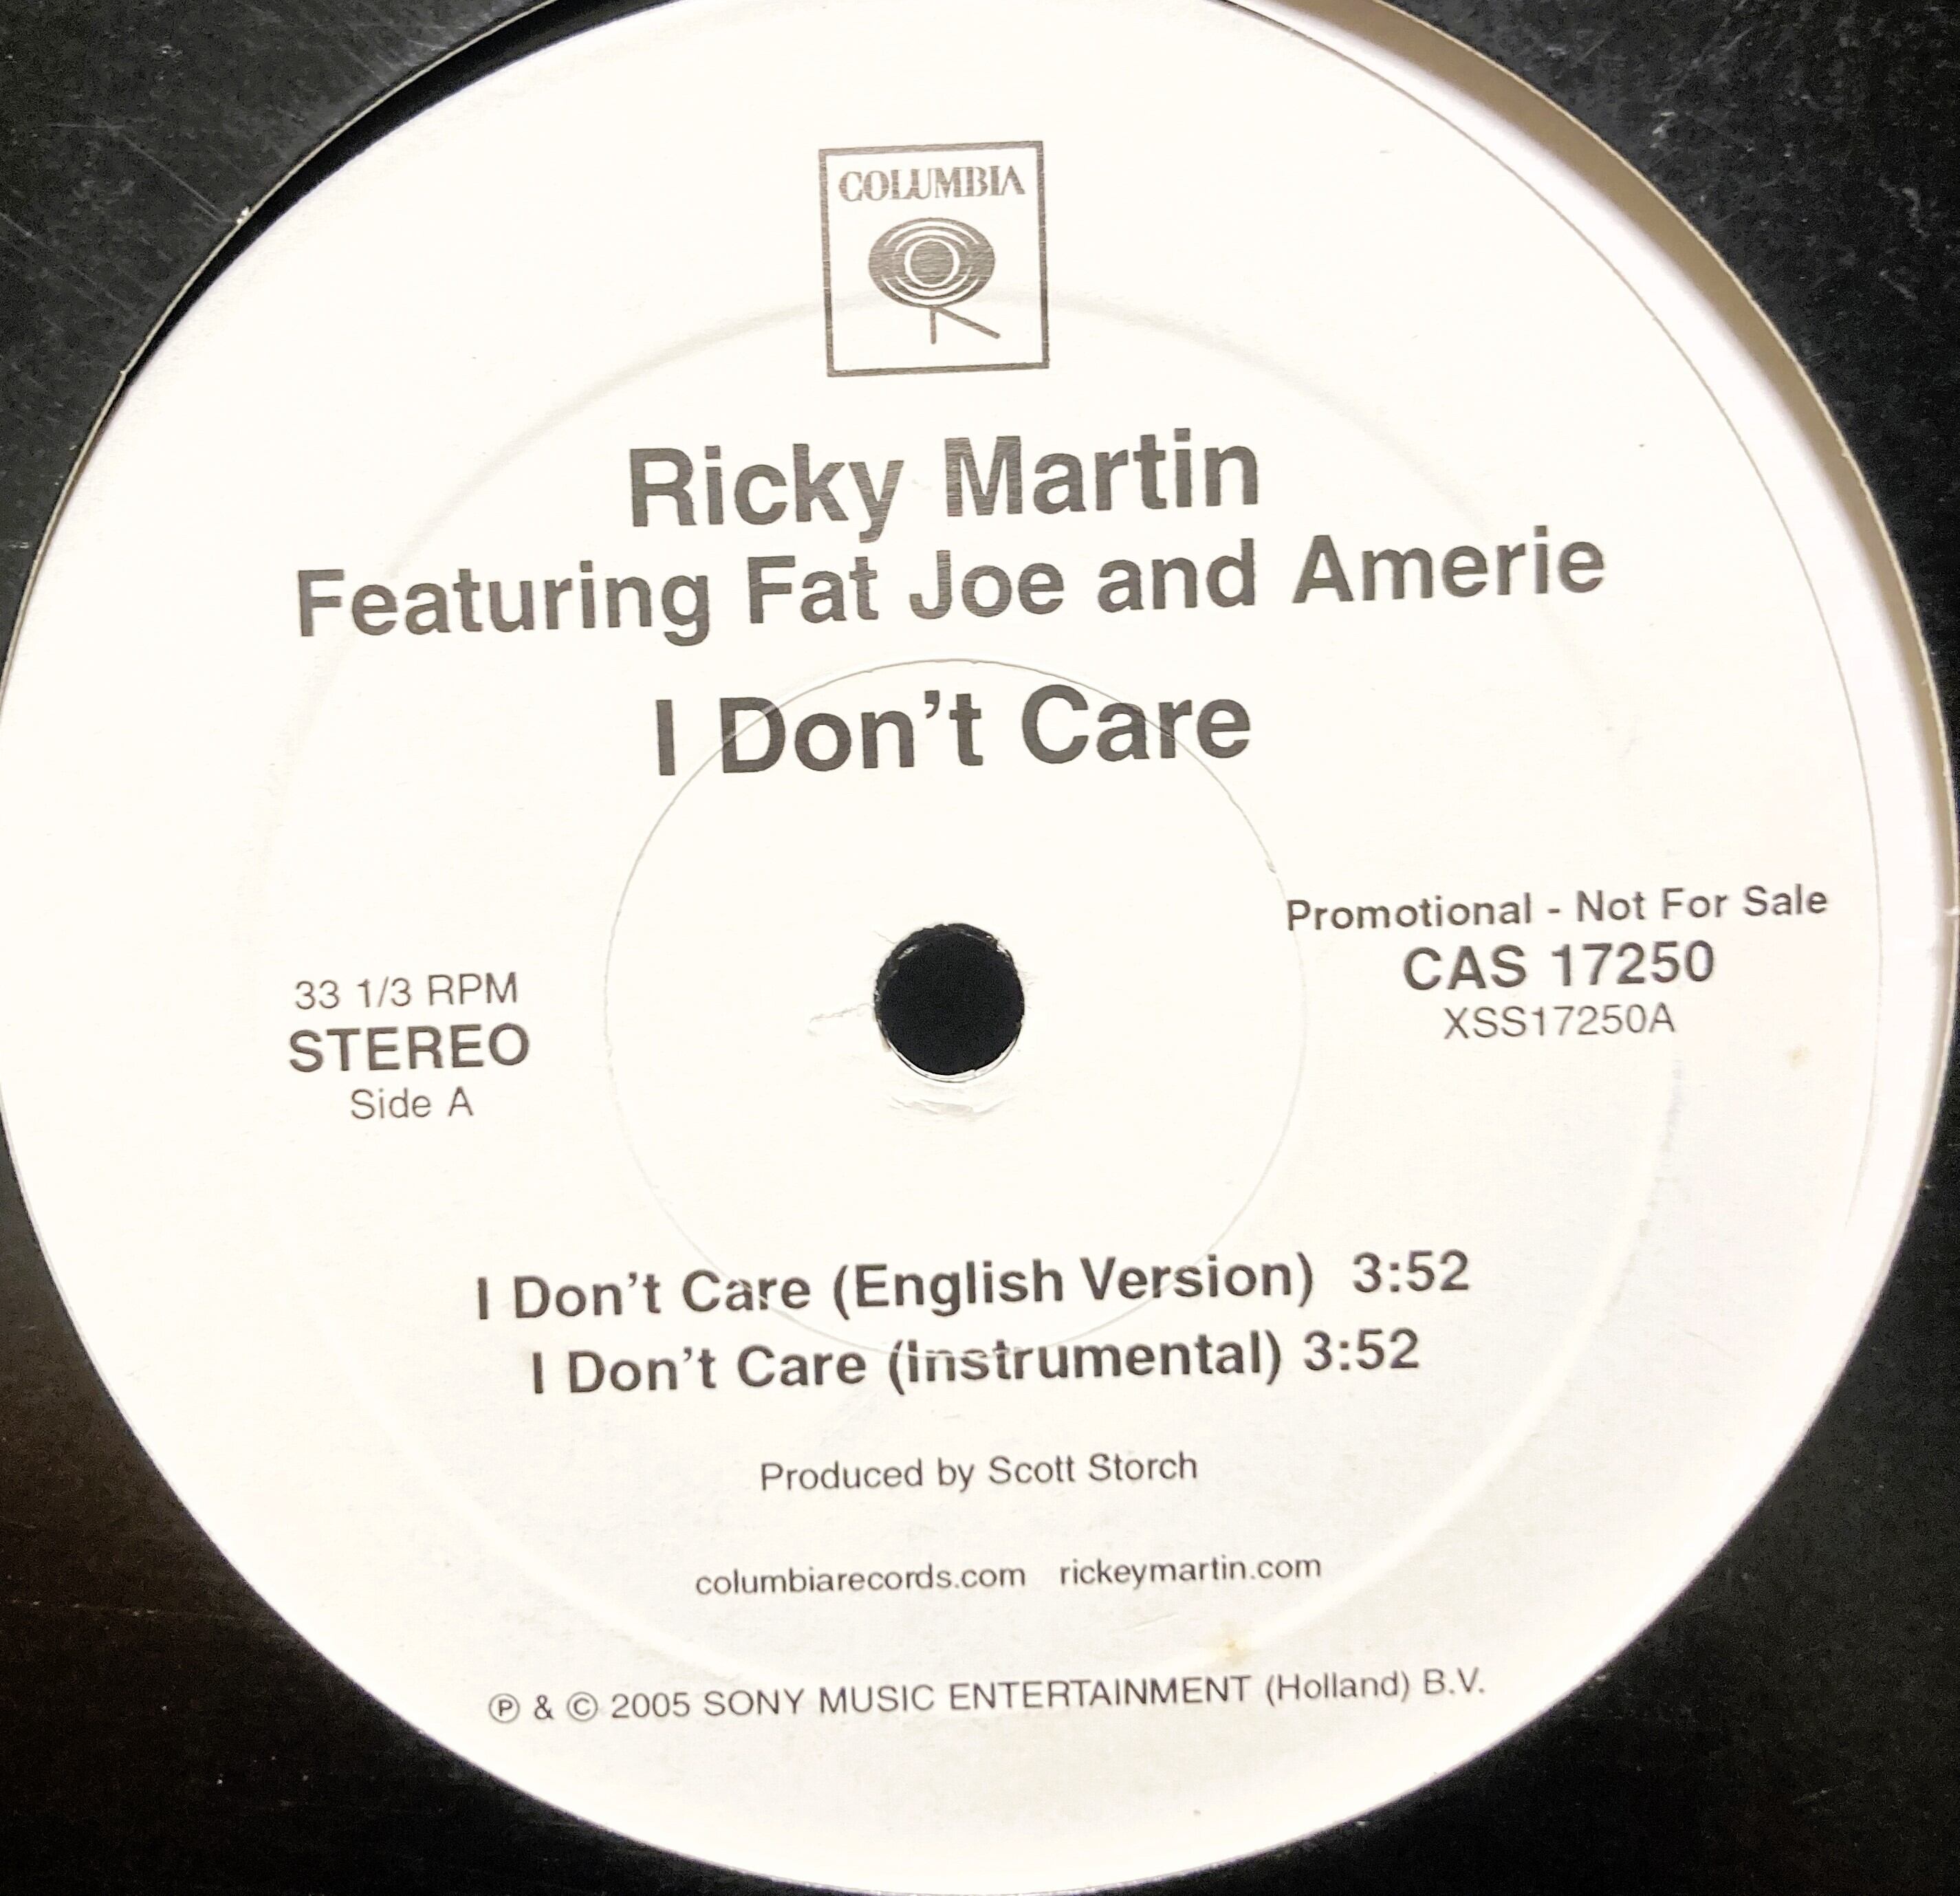 COLUMBIA
Ricky Martin
Featuring Fat Joe and Amerie
I Don't Care
Promotional - Not For Sale
CAS 17250
XSS17250A
33 1/3 RPM
STEREO
Side A
I Don't Care (English Version) 3:52
I Don't Care (Instrumental) 3:52
Produced by Scott Storch
columbiarecords.com rickeymartin.com
℗ & © 2005 SONY MUSIC ENTERTAINMENT (Holland) B.V.